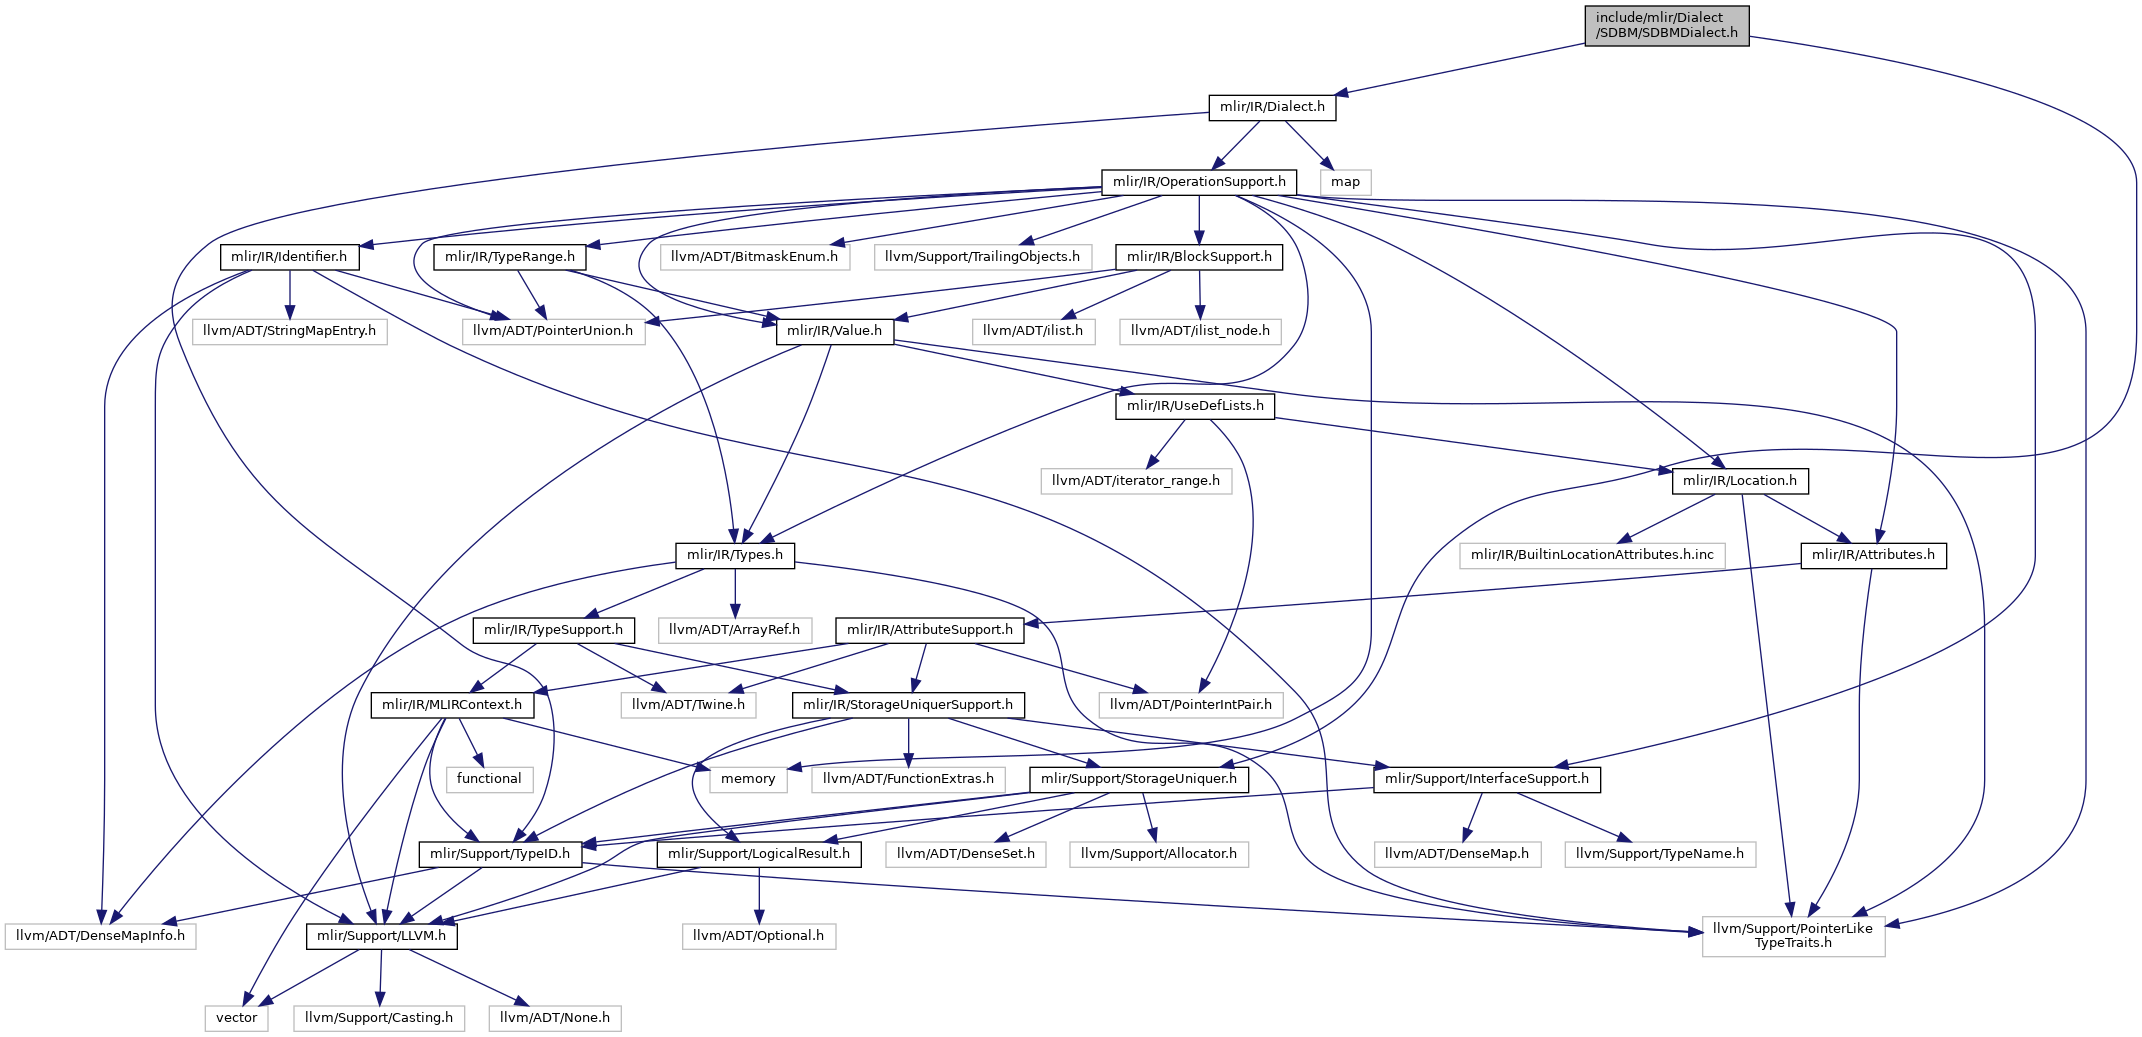 include/mlir/Dialect
/SDBM/SDBMDialect.h
mlir/IR/Dialect.h
mlir/IR/OperationSupport.h
map
mlir/IR/Identifier.h
mlir/IR/TypeRange.h
llvm/ADT/BitmaskEnum.h
llvm/Support/TrailingObjects.h
mlir/IR/BlockSupport.h
llvm/ADT/StringMapEntry.h
llvm/ADT/PointerUnion.h
mlir/IR/Value.h
llvm/ADT/ilist.h
llvm/ADT/ilist_node.h
mlir/IR/UseDefLists.h
llvm/ADT/iterator_range.h
mlir/IR/Location.h
mlir/IR/Types.h
mlir/IR/BuiltinLocationAttributes.h.inc
mlir/IR/Attributes.h
mlir/IR/TypeSupport.h
llvm/ADT/ArrayRef.h
mlir/IR/AttributeSupport.h
mlir/IR/MLIRContext.h
llvm/ADT/Twine.h
mlir/IR/StorageUniquerSupport.h
llvm/ADT/PointerIntPair.h
functional
memory
llvm/ADT/FunctionExtras.h
mlir/Support/StorageUniquer.h
mlir/Support/InterfaceSupport.h
mlir/Support/TypeID.h
mlir/Support/LogicalResult.h
llvm/ADT/DenseSet.h
llvm/Support/Allocator.h
llvm/ADT/DenseMap.h
llvm/Support/TypeName.h
llvm/ADT/DenseMapInfo.h
mlir/Support/LLVM.h
llvm/ADT/Optional.h
llvm/Support/PointerLike
TypeTraits.h
vector
llvm/Support/Casting.h
llvm/ADT/None.h